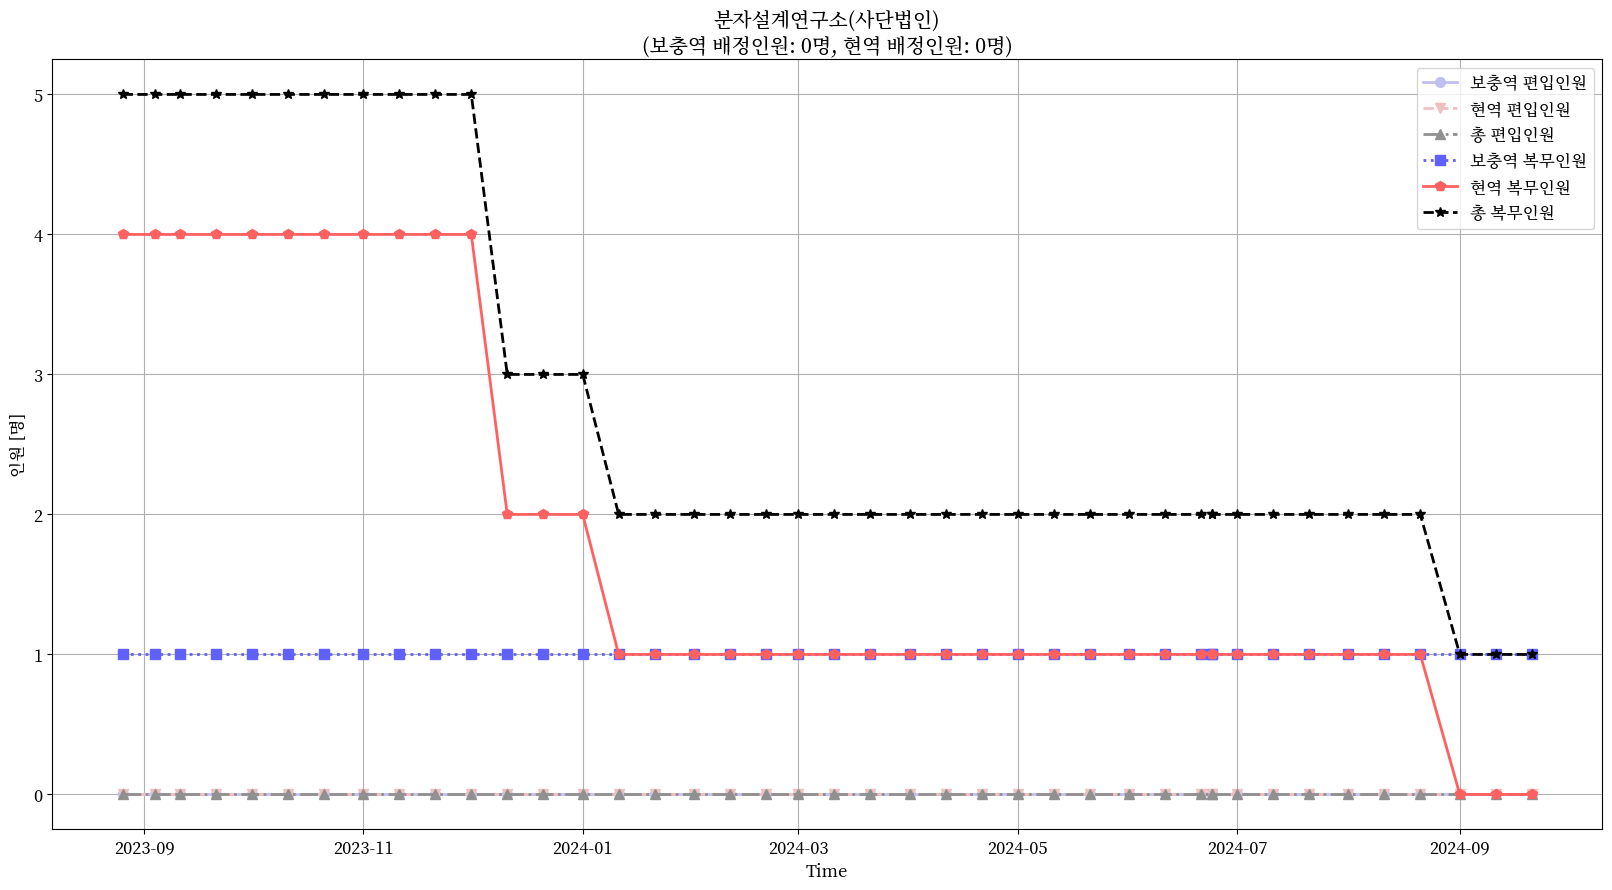 분자설계연구소(사단법인)
(보충역 배정인원: 0명, 현역 배정인원: 0명)
보충역 편입인원
현역 편입인원
총 편입인원
보충역 복무인원
현역 복무인원
총 복무인원
인원 [명]
5
4
3
2
1
0
2023-09
2023-11
2024-01
2024-03
2024-05
2024-07
2024-09
Time